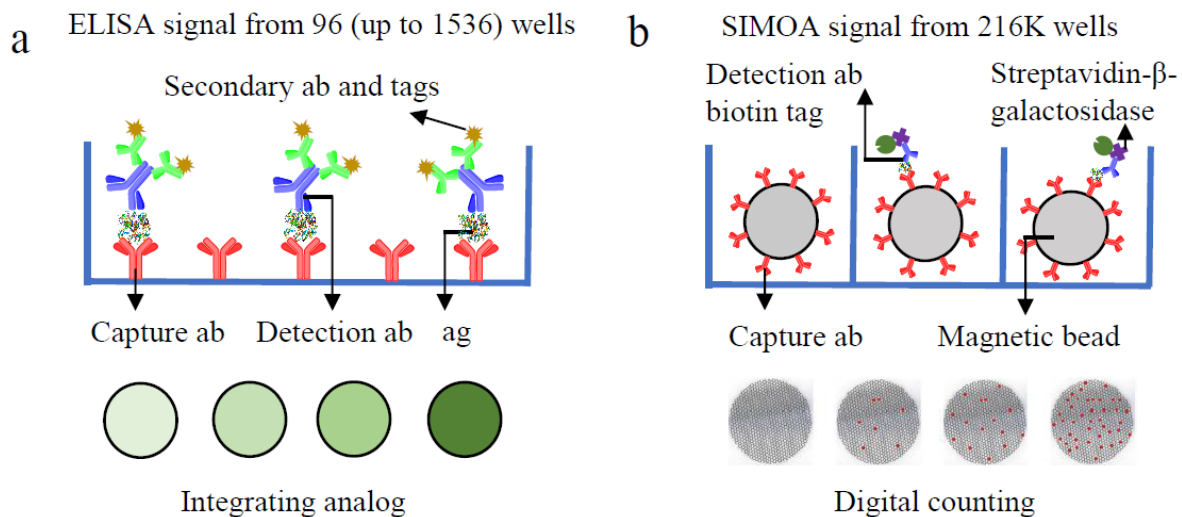 a
ELISA signal from 96 (up to 1536) wells
Secondary ab and tags
Capture ab
Detection ab
ag
Integrating analog
b
SIMOA signal from 216K wells
Detection ab
biotin tag
Streptavidin-β-
galactosidase
Capture ab
Magnetic bead
Digital counting